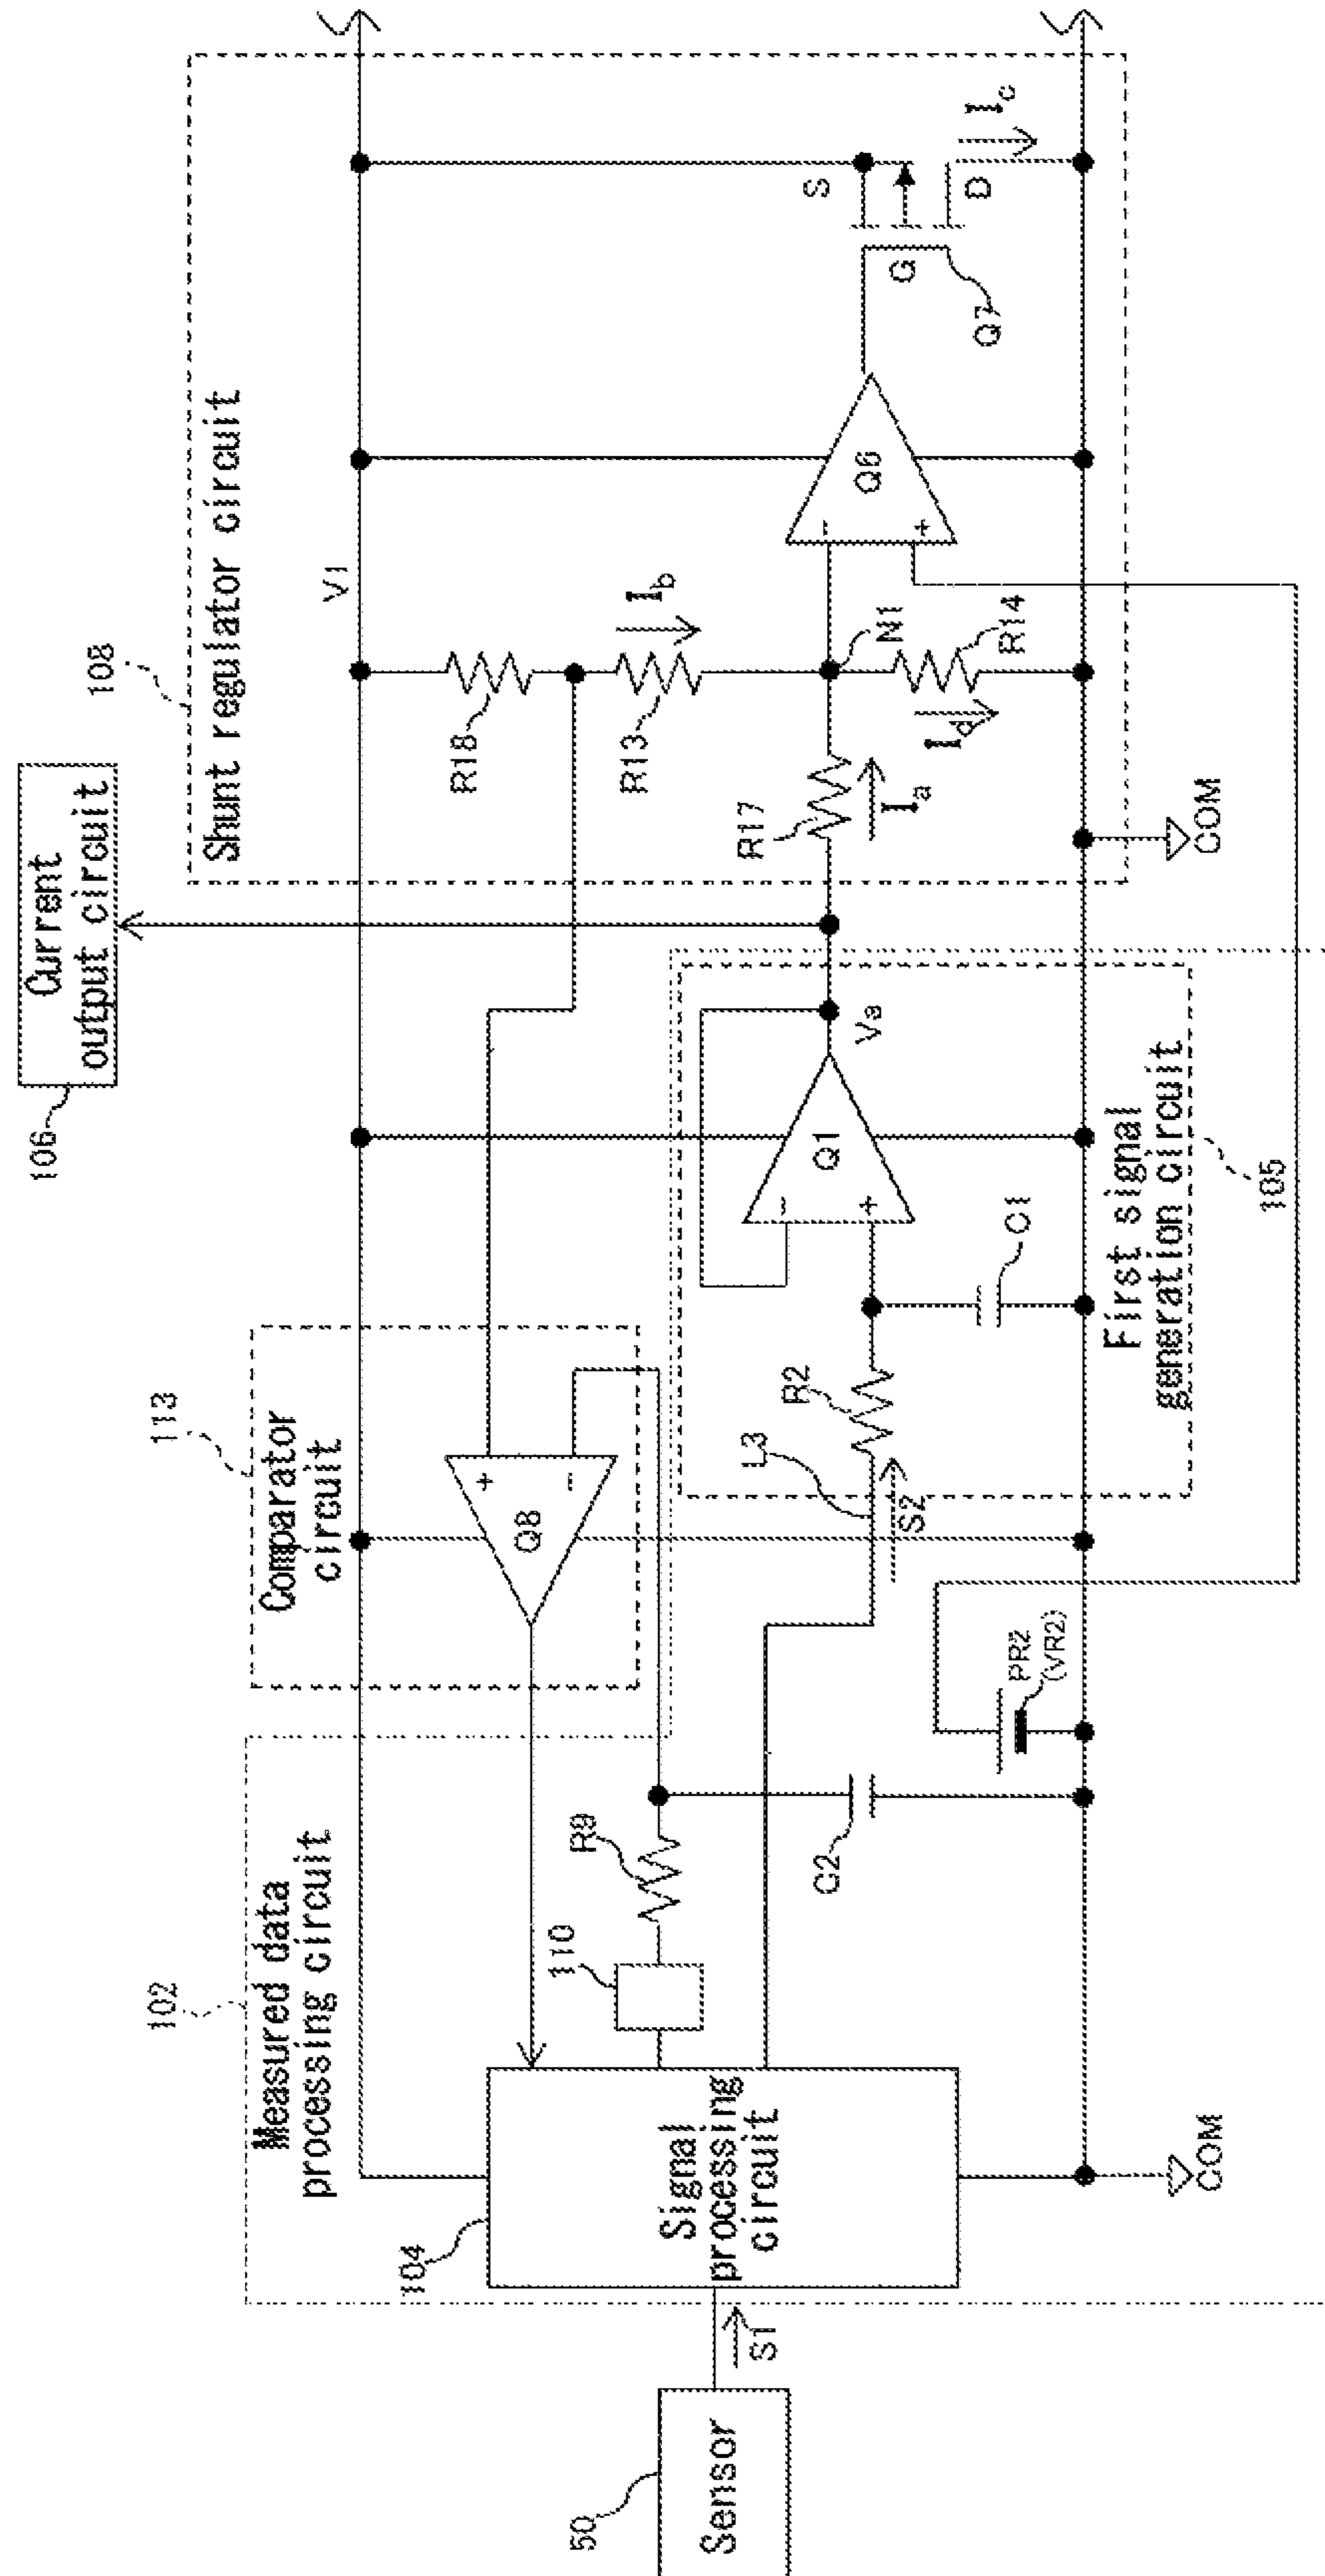 106
Current
output circuit
108
Shunt regulator circuit
V1
R18
R13
Ib
N1
R14
Id
R17
Ia
Q6
-
+
S
G
D
Q7
Ic
COM
113
Comparator
circuit
Q8
+
-
Va
Q1
-
+
R2
L3
S2
C1
First signal
generation circuit
105
102
Measured data
processing circuit
110
R9
C2
PR2
(VR2)
104
Signal
processing
circuit
COM
50
Sensor
S1